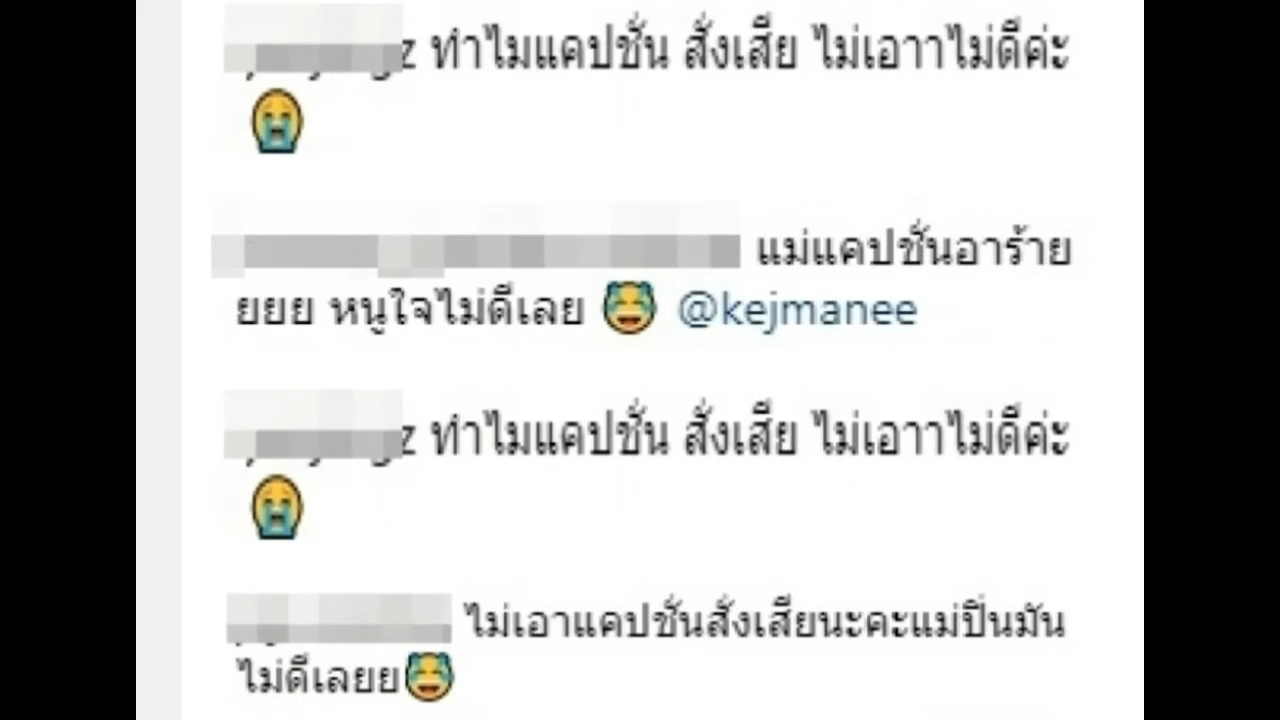 z ทำไมแคปชั่น สั่งเสีย ไม่เอาาไม่ดีค่ะ
😭
แม่แคปชั่นอาร้าย
ยยย หนูใจไม่ดีเลย 😭 @kejmanee
z ทำไมแคปชั่น สั่งเสีย ไม่เอาาไม่ดีค่ะ
😭
ไม่เอาแคปชั่นสั่งเสียนะคะแม่ปิ่นมัน
ไม่ดีเลยย😭